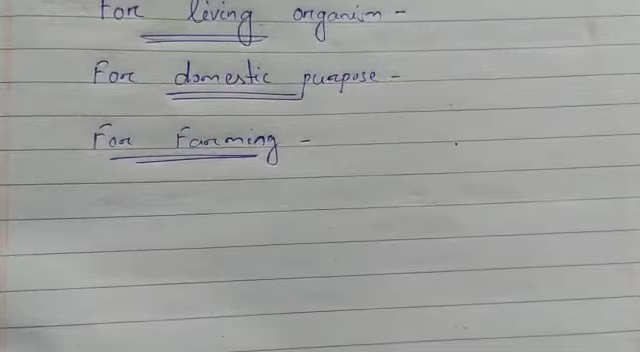 For living organism -
For domestic purpose -
For Farming -